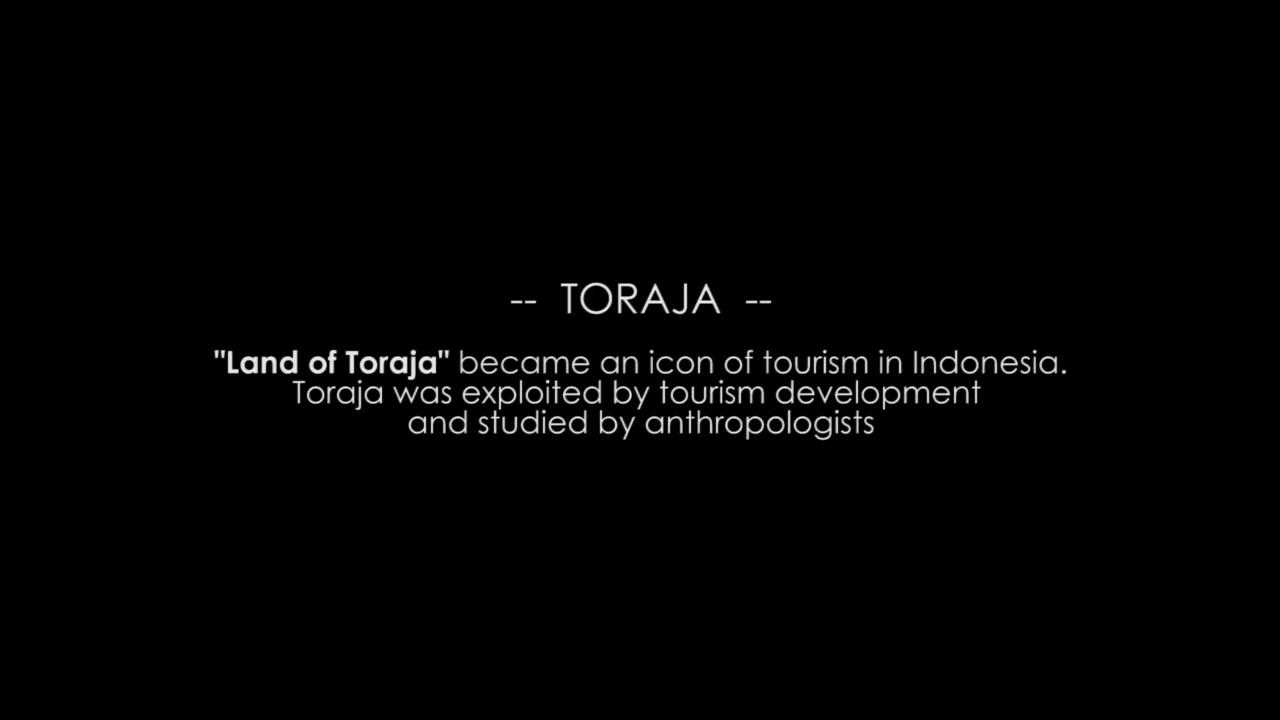 -- TORAJA --
"Land of Toraja" became an icon of tourism in Indonesia.
Toraja was exploited by tourism development
and studied by anthropologists